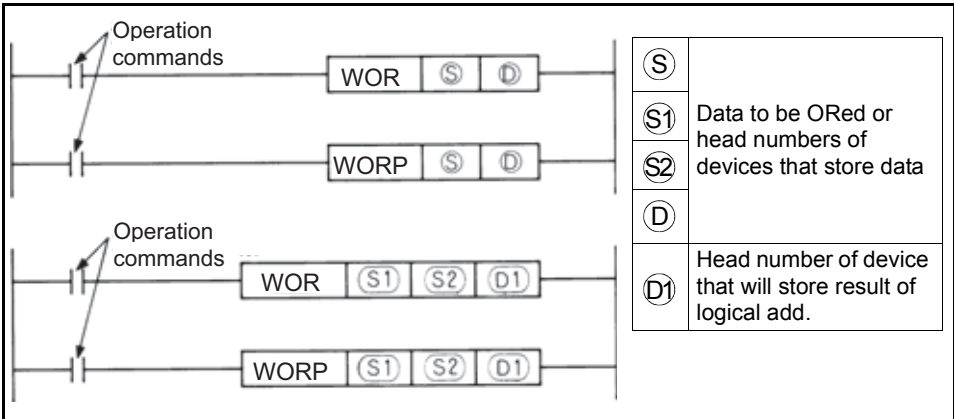 Operation
commands
WOR Ⓢ Ⓓ
WORP Ⓢ Ⓓ
Operation
commands
WOR S1 S2 D1
WORP S1 S2 D1
Ⓢ
S1
S2
Ⓓ
Data to be ORed or
head numbers of
devices that store data
D1
Head number of device
that will store result of
logical add.